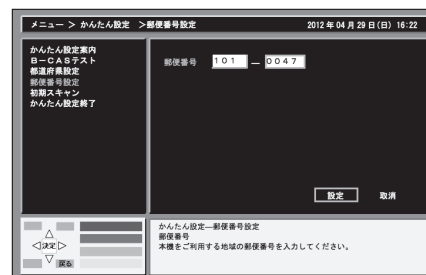 メニュー > かんたん設定 >郵便番号設定 2012年04月29日(日) 16:22
かんたん設定案内
B-CASテスト
都道府県設定
郵便番号設定
初期スキャン
かんたん設定終了
郵便番号 101 — 0047
設定 取消
決定
戻る
かんたん設定—郵便番号設定
郵便番号
本機をご利用する地域の郵便番号を入力してください。